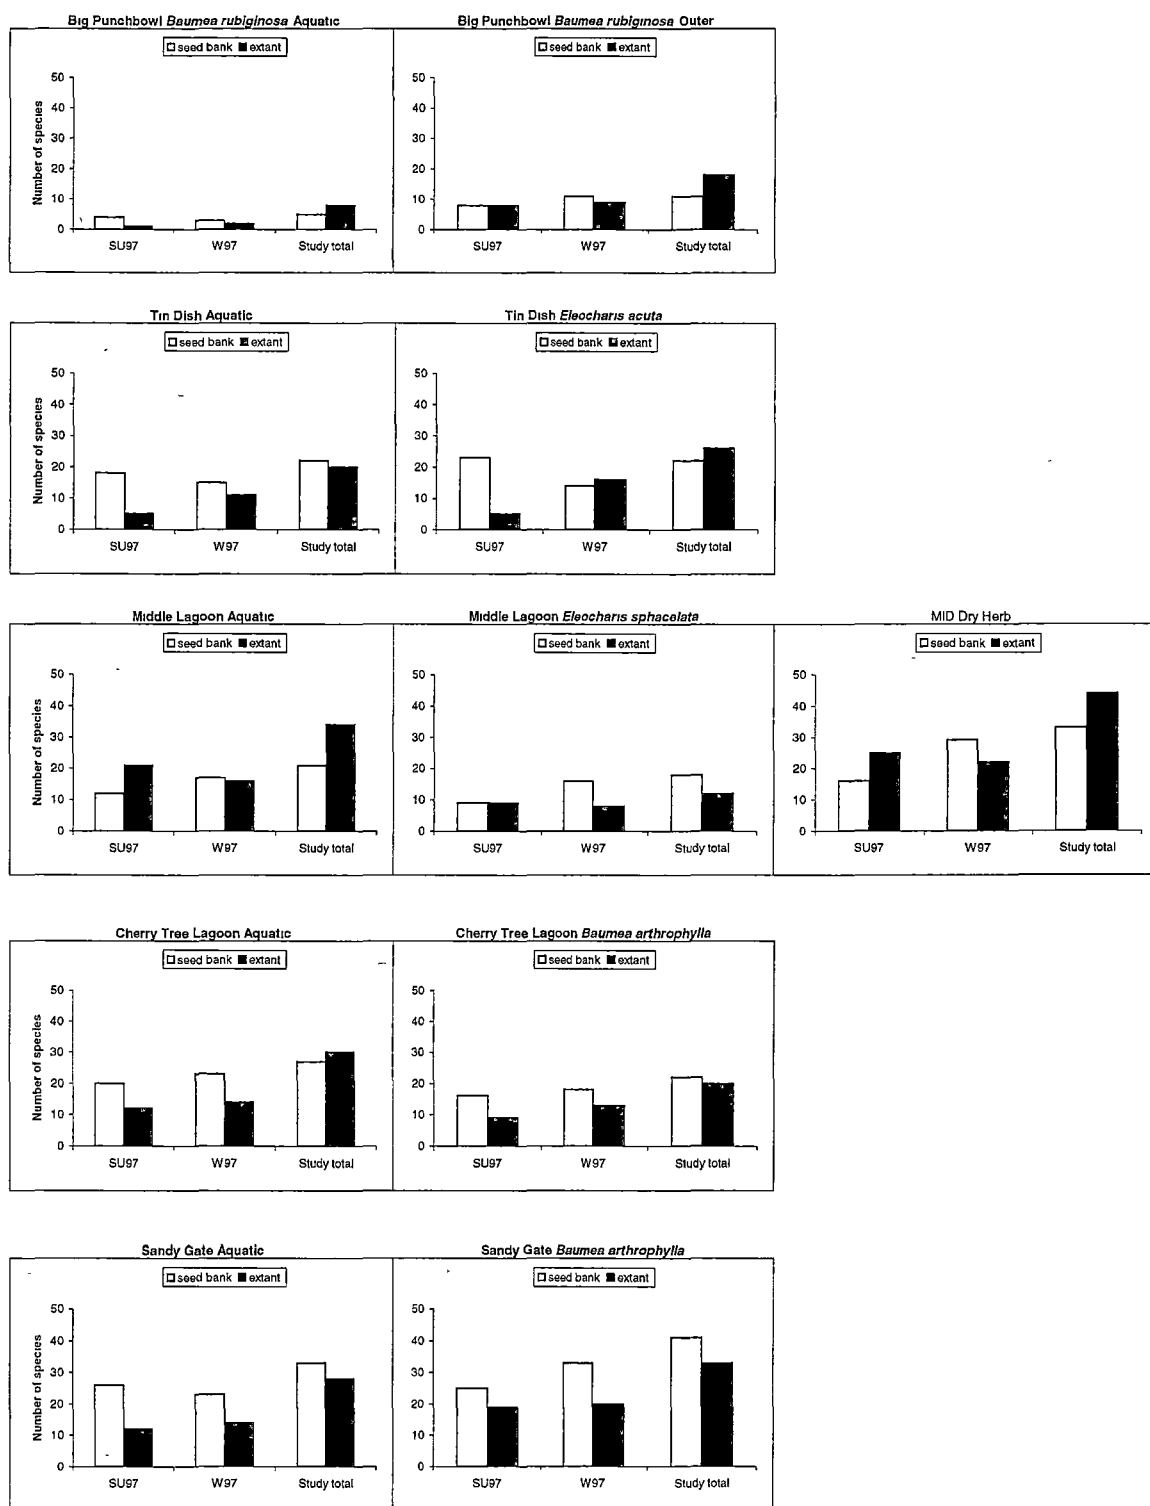 Big Punchbowl Baumea rubiginosa Aquatic
seed bank extant
Number of species
50
40
30
20
10
0
SU97 W97 Study total
Big Punchbowl Baumea rubiginosa Outer
seed bank extant
50
40
30
20
10
0
SU97 W97 Study total
Tin Dish Aquatic
seed bank extant
Number of species
50
40
30
20
10
0
SU97 W97 Study total
Tin Dish Eleocharis acuta
seed bank extant
50
40
30
20
10
0
SU97 W97 Study total
Middle Lagoon Aquatic
seed bank extant
Number of species
50
40
30
20
10
0
SU97 W97 Study total
Middle Lagoon Eleocharis sphacelata
seed bank extant
50
40
30
20
10
0
SU97 W97 Study total
MID Dry Herb
seed bank extant
50
40
30
20
10
0
SU97 W97 Study total
Cherry Tree Lagoon Aquatic
seed bank extant
Number of species
50
40
30
20
10
0
SU97 W97 Study total
Cherry Tree Lagoon Baumea arthrophylla
seed bank extant
50
40
30
20
10
0
SU97 W97 Study total
Sandy Gate Aquatic
seed bank extant
Number of species
50
40
30
20
10
0
SU97 W97 Study total
Sandy Gate Baumea arthrophylla
seed bank extant
50
40
30
20
10
0
SU97 W97 Study total